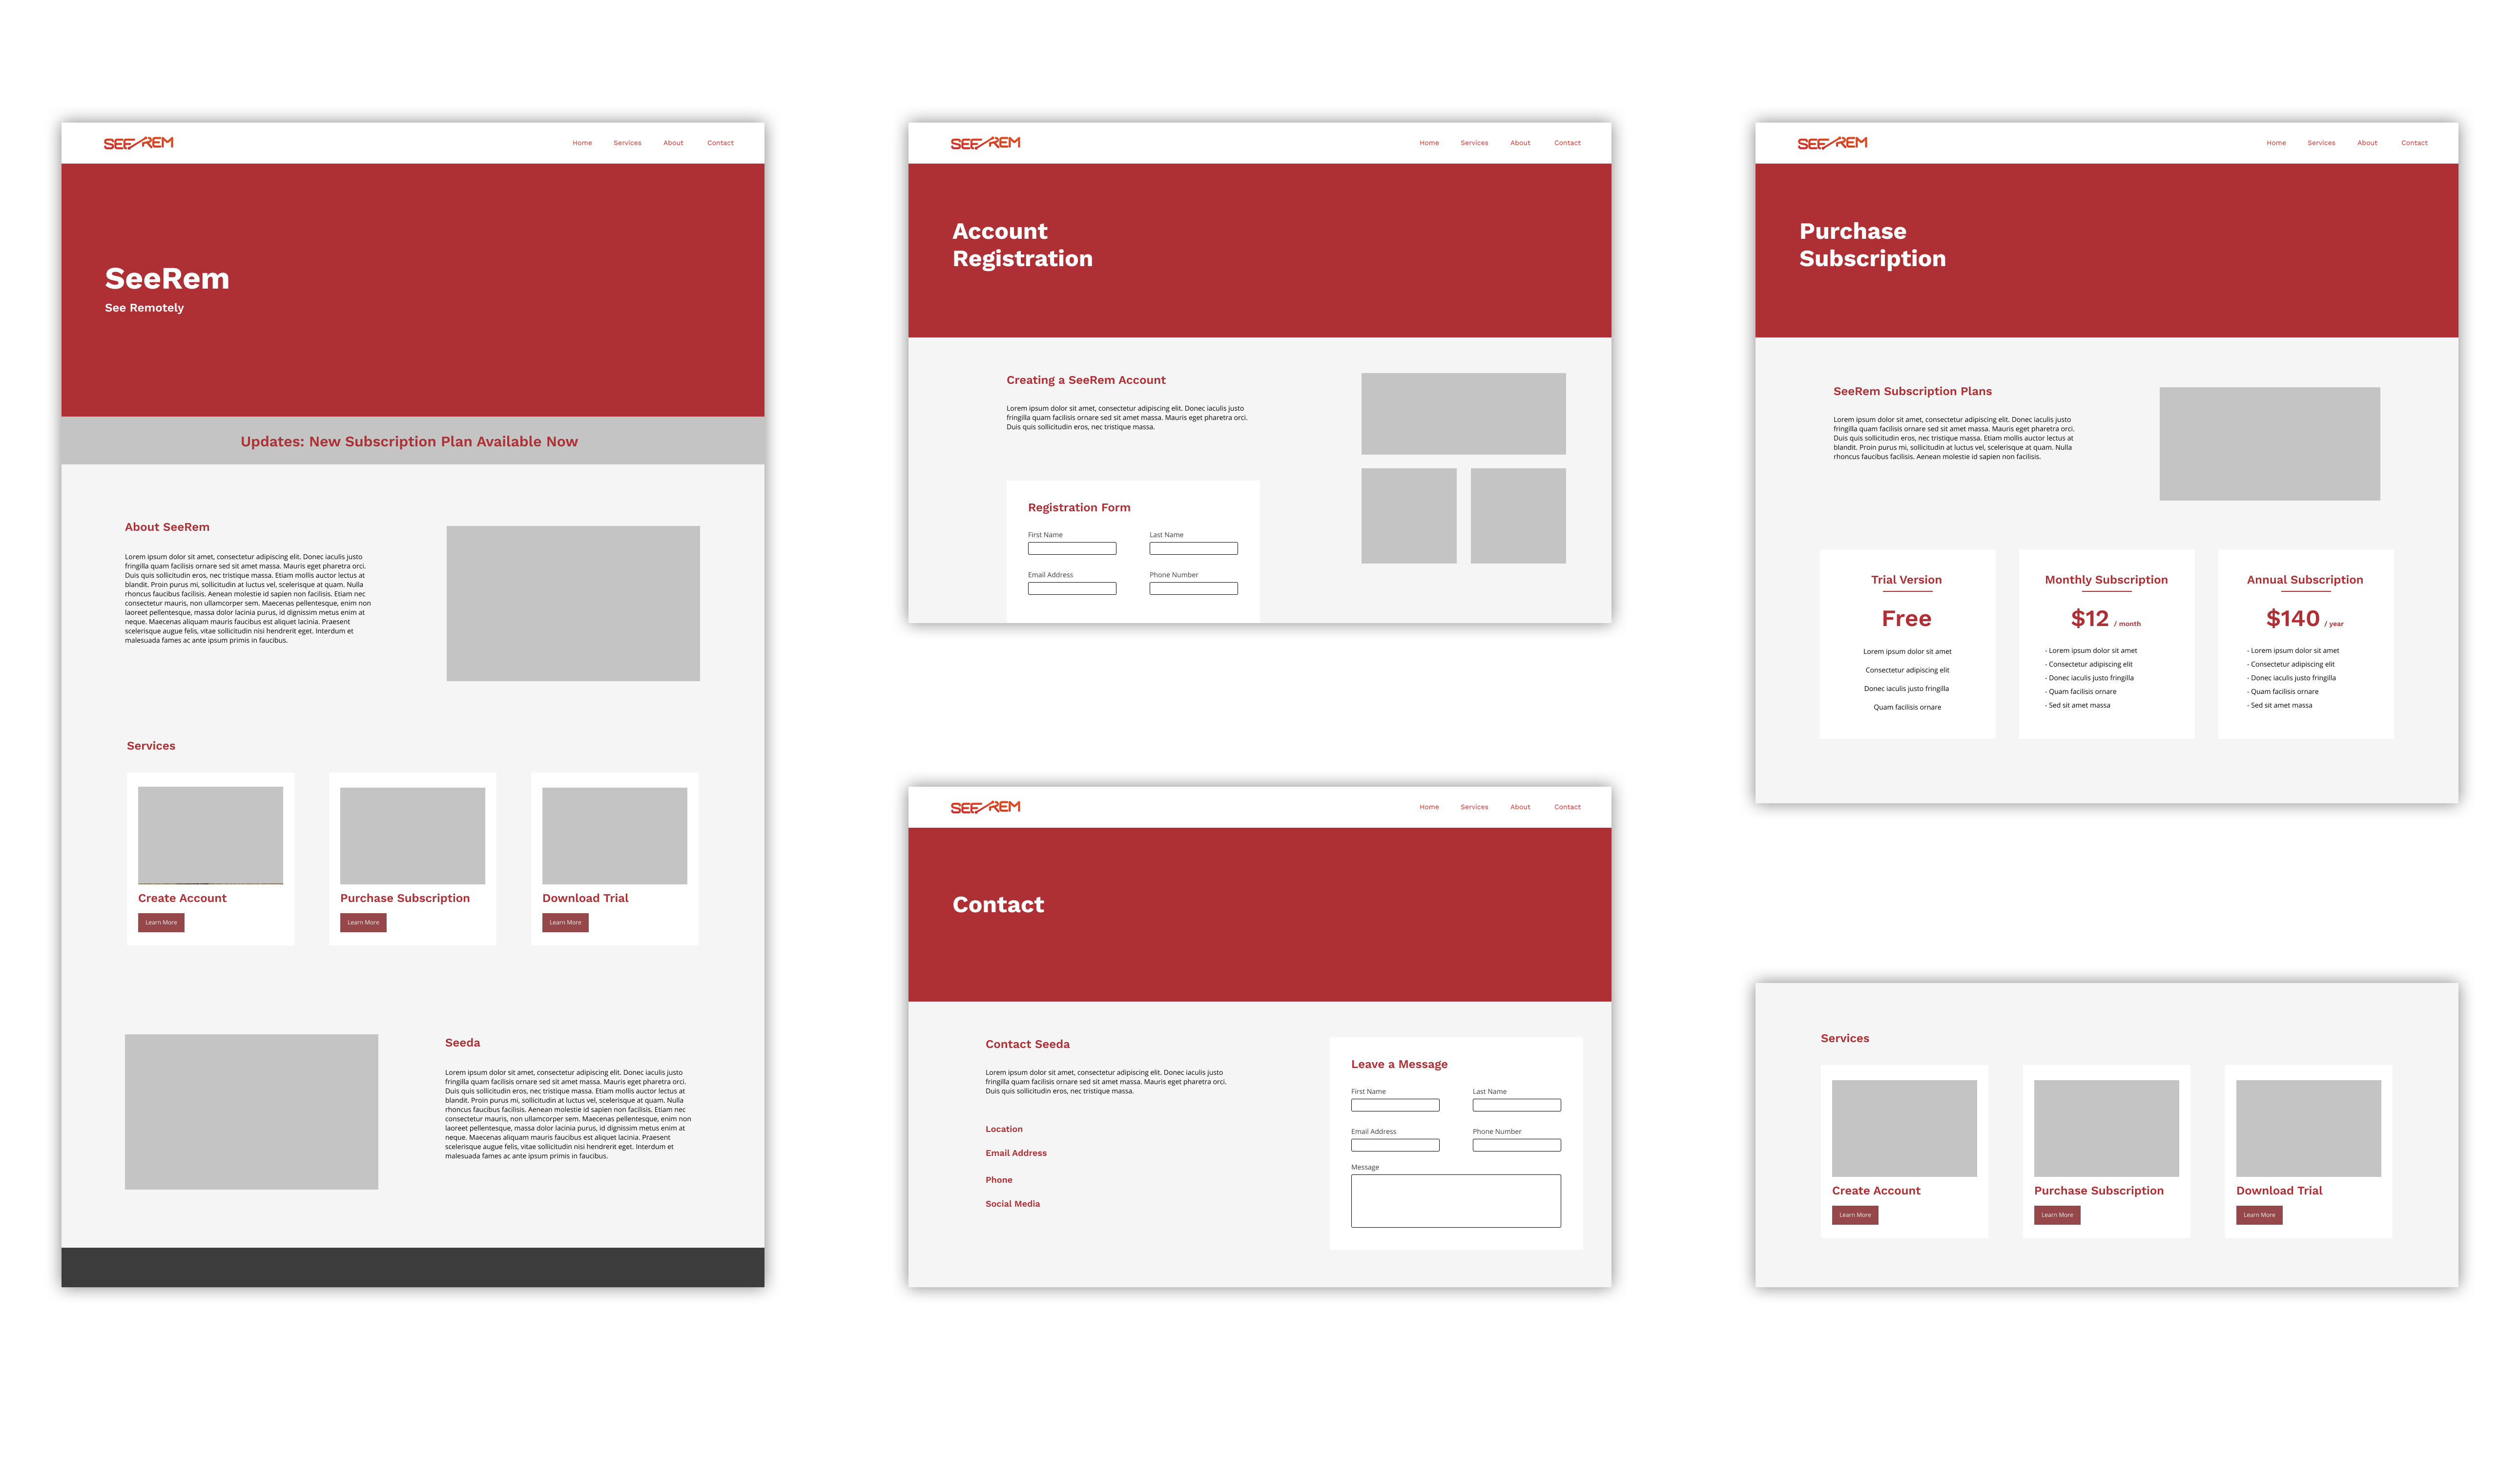 SEEREM
Home Services About Contact
SeeRem
See Remotely
Updates: New Subscription Plan Available Now
About SeeRem
Lorem ipsum dolor sit amet, consectetur adipiscing elit. Donec iaculis justo
fringilla quam facilisis ornare sed sit amet massa. Mauris eget pharetra orci.
Duis quis sollicitudin eros, nec tristique massa. Etiam mollis auctor lectus at
blandit. Proin purus mi, sollicitudin at luctus vel, scelerisque at quam. Nulla
rhoncus faucibus facilisis. Aenean molestie id sapien non facilisis. Etiam nec
consectetur mauris, non ullamcorper sem. Maecenas pellentesque, enim non
laoreet pellentesque, massa dolor lacinia purus, id dignissim metus enim at
neque. Maecenas aliquam mauris faucibus est aliquet lacinia. Praesent
scelerisque augue felis, vitae sollicitudin nisi hendrerit eget. Interdum et
malesuada fames ac ante ipsum primis in faucibus.
Services
Create Account
Learn More
Purchase Subscription
Learn More
Download Trial
Learn More
Seeda
Lorem ipsum dolor sit amet, consectetur adipiscing elit. Donec iaculis justo
fringilla quam facilisis ornare sed sit amet massa. Mauris eget pharetra orci.
Duis quis sollicitudin eros, nec tristique massa. Etiam mollis auctor lectus at
blandit. Proin purus mi, sollicitudin at luctus vel, scelerisque at quam. Nulla
rhoncus faucibus facilisis. Aenean molestie id sapien non facilisis. Etiam nec
consectetur mauris, non ullamcorper sem. Maecenas pellentesque, enim non
laoreet pellentesque, massa dolor lacinia purus, id dignissim metus enim at
neque. Maecenas aliquam mauris faucibus est aliquet lacinia. Praesent
scelerisque augue felis, vitae sollicitudin nisi hendrerit eget. Interdum et
malesuada fames ac ante ipsum primis in faucibus.
SEEREM
Home Services About Contact
Account
Registration
Creating a SeeRem Account
Lorem ipsum dolor sit amet, consectetur adipiscing elit. Donec iaculis justo
fringilla quam facilisis ornare sed sit amet massa. Mauris eget pharetra orci.
Duis quis sollicitudin eros, nec tristique massa.
Registration Form
First Name Last Name
Email Address Phone Number
SEEREM
Home Services About Contact
Contact
Contact Seeda
Lorem ipsum dolor sit amet, consectetur adipiscing elit. Donec iaculis justo
fringilla quam facilisis ornare sed sit amet massa. Mauris eget pharetra orci.
Duis quis sollicitudin eros, nec tristique massa.
Location
Email Address
Phone
Social Media
Leave a Message
First Name Last Name
Email Address Phone Number
Message
SEEREM
Home Services About Contact
Purchase
Subscription
SeeRem Subscription Plans
Lorem ipsum dolor sit amet, consectetur adipiscing elit. Donec iaculis justo
fringilla quam facilisis ornare sed sit amet massa. Mauris eget pharetra orci.
Duis quis sollicitudin eros, nec tristique massa. Etiam mollis auctor lectus at
blandit. Proin purus mi, sollicitudin at luctus vel, scelerisque at quam. Nulla
rhoncus faucibus facilisis. Aenean molestie id sapien non facilisis.
Trial Version
Free
Lorem ipsum dolor sit amet
Consectetur adipiscing elit
Donec iaculis justo fringilla
Quam facilisis ornare
Monthly Subscription
$12 / month
- Lorem ipsum dolor sit amet
- Consectetur adipiscing elit
- Donec iaculis justo fringilla
- Quam facilisis ornare
- Sed sit amet massa
Annual Subscription
$140 / year
- Lorem ipsum dolor sit amet
- Consectetur adipiscing elit
- Donec iaculis justo fringilla
- Quam facilisis ornare
- Sed sit amet massa
Services
Create Account
Learn More
Purchase Subscription
Learn More
Download Trial
Learn More